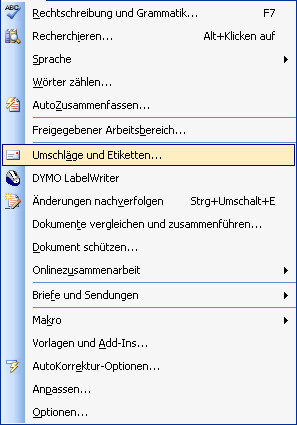 ABC
Rechtschreibung und Grammatik... F7
Recherchieren... Alt+Klicken auf
Sprache
Wörter zählen...
AutoZusammenfassen...
Freigegebener Arbeitsbereich...
Umschläge und Etiketten...
DYMO LabelWriter
Änderungen nachverfolgen Strg+Umschalt+E
Dokumente vergleichen und zusammenführen...
Dokument schützen...
Onlinezusammenarbeit
Briefe und Sendungen
Makro
Vorlagen und Add-Ins...
AutoKorrektur-Optionen...
Anpassen...
Optionen...